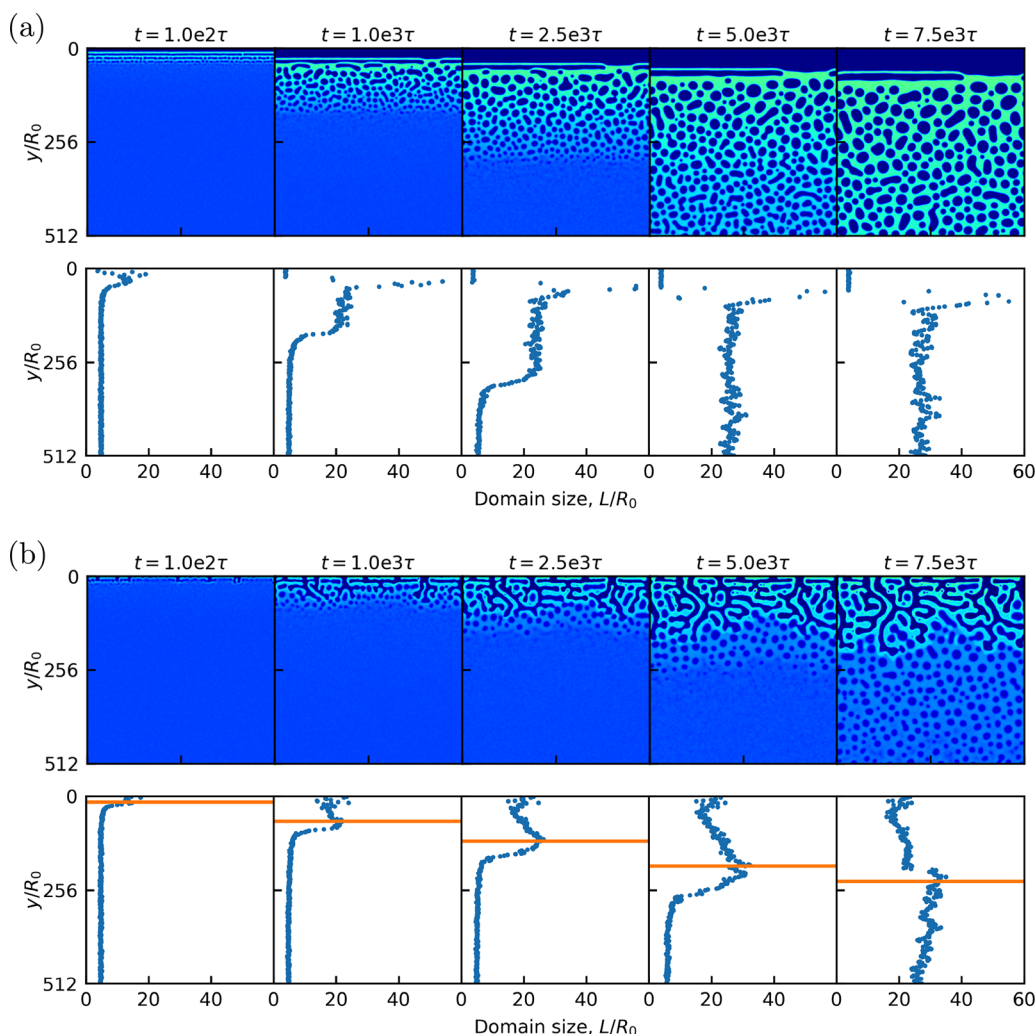 (a)
t = 1.0e2τ t = 1.0e3τ t = 2.5e3τ t = 5.0e3τ t = 7.5e3τ
0
y/R0
256
512
0
y/R0
256
512
0 20 40 0 20 40 0 20 40 0 20 40 0 20 40 60
Domain size, L/R0
(b)
t = 1.0e2τ t = 1.0e3τ t = 2.5e3τ t = 5.0e3τ t = 7.5e3τ
0
y/R0
256
512
0
y/R0
256
512
0 20 40 0 20 40 0 20 40 0 20 40 0 20 40 60
Domain size, L/R0